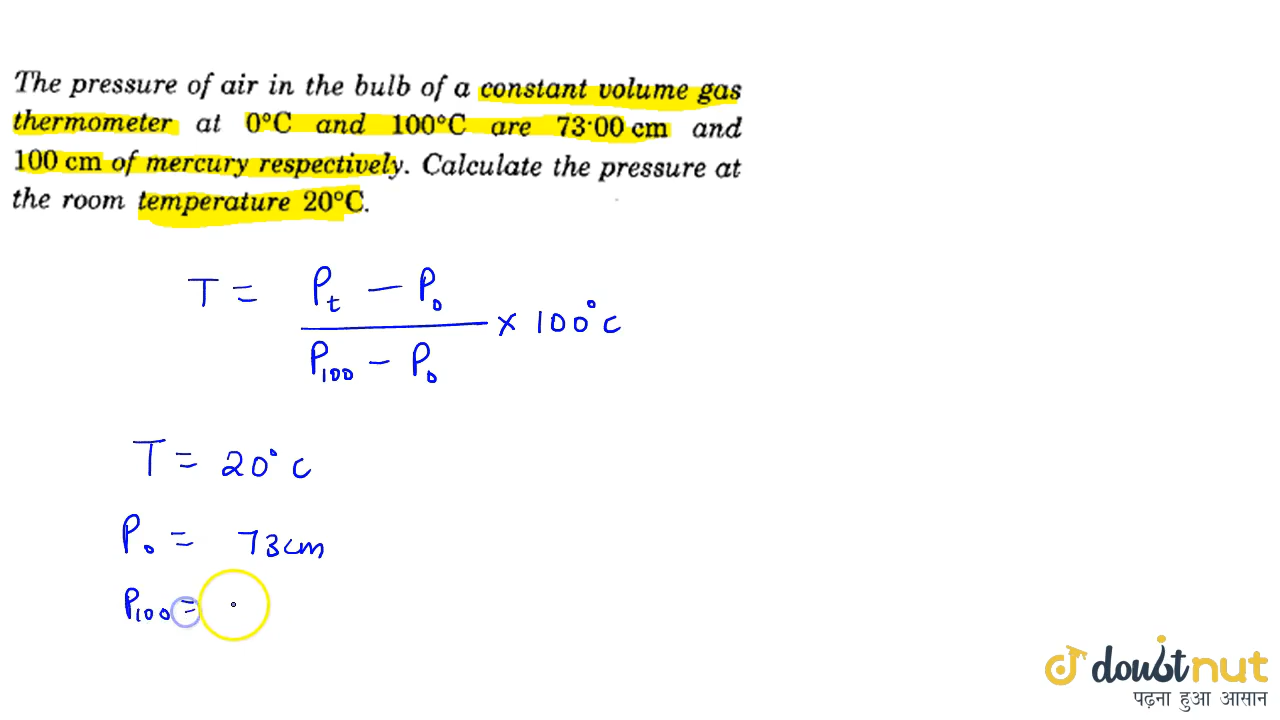 The pressure of air in the bulb of a constant volume gas
thermometer at 0°C and 100°C are 73·00 cm and
100 cm of mercury respectively. Calculate the pressure at
the room temperature 20°C.
T = (P_t − P_0) / (P_100 − P_0) × 100°C
T = 20°C
P_0 = 73cm
P_100 =
doubtnut
पढ़ना हुआ आसान